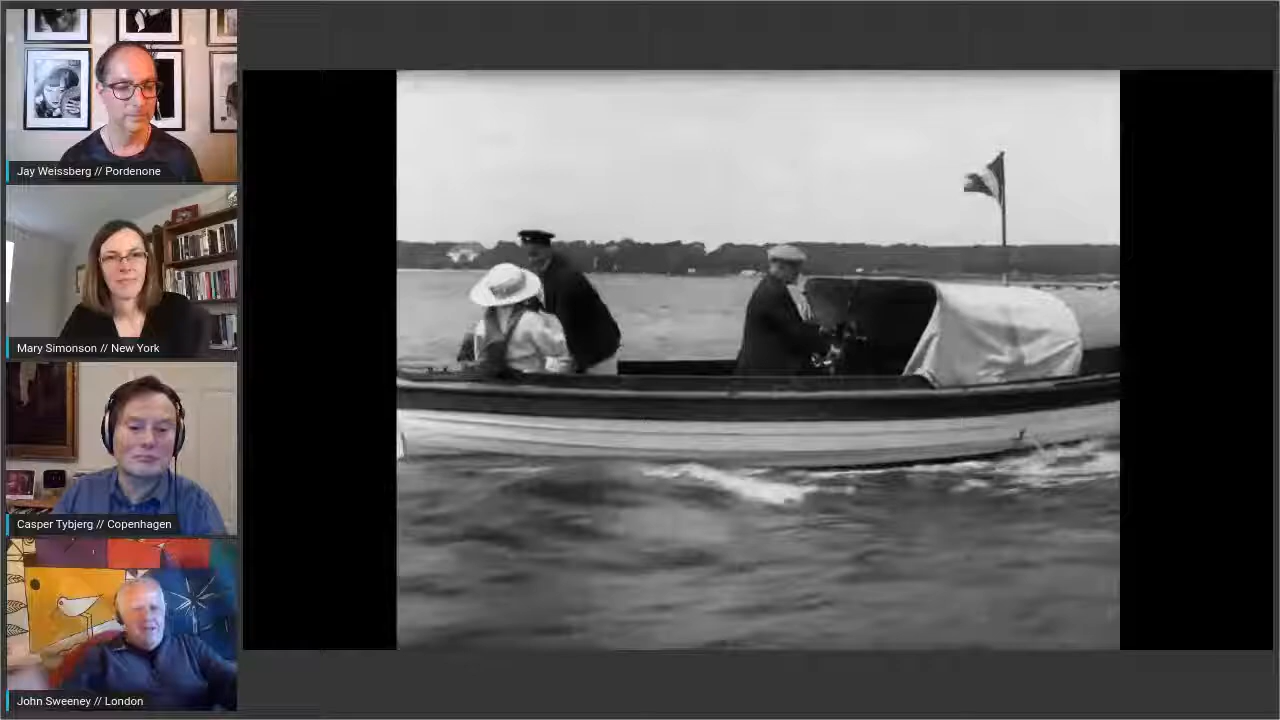 Jay Weissberg // Pordenone
Mary Simonson // New York
Casper Tybjerg // Copenhagen
John Sweeney // London